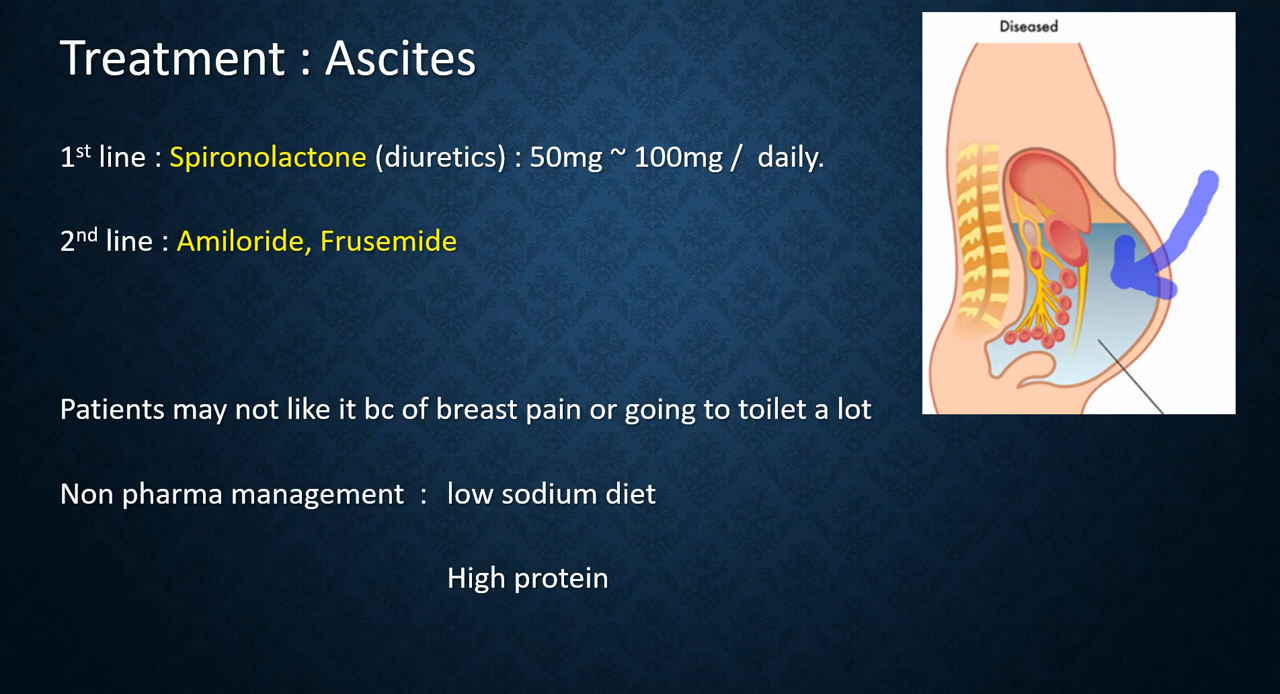 Treatment : Ascites
Diseased
1st line : Spironolactone (diuretics) : 50mg ~ 100mg / daily.
2nd line : Amiloride, Frusemide
Patients may not like it bc of breast pain or going to toilet a lot
Non pharma management : low sodium diet
High protein